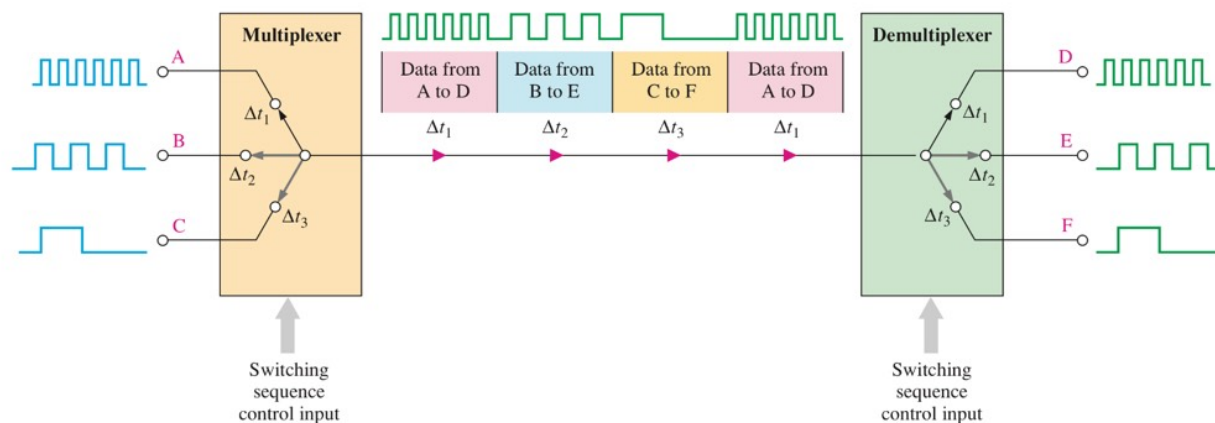 Multiplexer
Demultiplexer
A
B
C
Δt1
Δt2
Δt3
Data from
A to D
Data from
B to E
Data from
C to F
Data from
A to D
Δt1
Δt2
Δt3
Δt1
D
E
F
Δt1
Δt2
Δt3
Switching
sequence
control input
Switching
sequence
control input